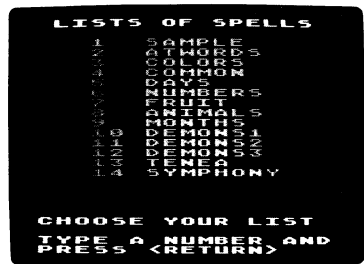 LISTS OF SPELLS
1 SAMPLE
2 ATWORDS
3 COLORS
4 COMMON
5 DAYS
6 NUMBERS
7 FRUIT
8 ANIMALS
9 MONTHS
10 DEMONS1
11 DEMONS2
12 DEMONS3
13 TENEA
14 SYMPHONY
CHOOSE YOUR LIST
TYPE A NUMBER AND
PRESS <RETURN>